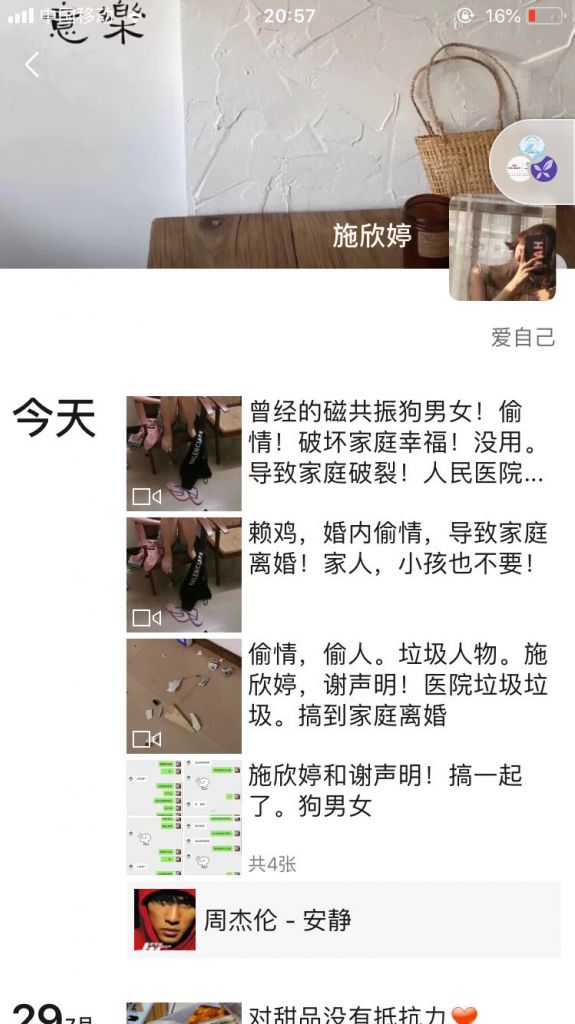 中国移动
20:57
16%
意樂
施欣婷
爱自己
今天
曾经的磁共振狗男女！偷
情！破坏家庭幸福！没用。
导致家庭破裂！人民医院...
赖鸡，婚内偷情，导致家庭
离婚！家人，小孩也不要！
偷情，偷人。垃圾人物。施
欣婷，谢声明！医院垃圾垃
圾。搞到家庭离婚
施欣婷和谢声明！搞一起
了。狗男女
共4张
周杰伦 - 安静
29 7月
对甜品没有抵抗力